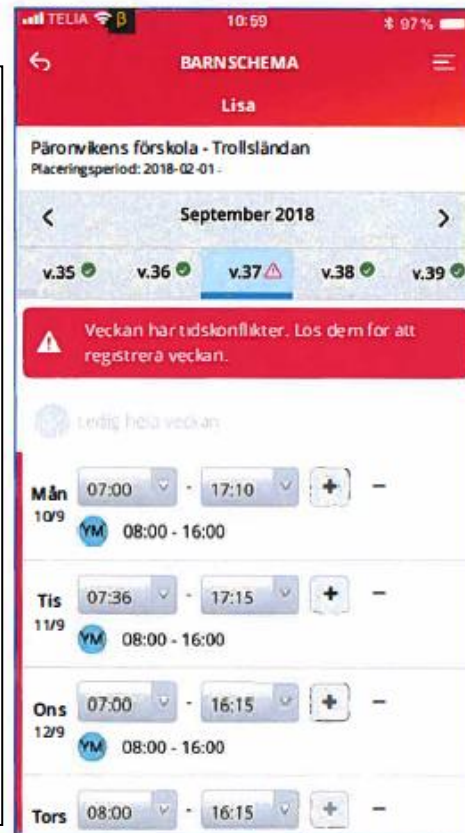 TELIA β 10:59 97%
BARNSCHEMA
Lisa
Päronvikens förskola - Trollsländan
Placeringsperiod: 2018-02-01 -
< September 2018 >
v.35 v.36 v.37 v.38 v.39
Veckan har tidskonflikter. Los dem for att
registrera veckan.
Ledig hela veckan
Mån 07:00 - 17:10 + -
10/9
YM 08:00 - 16:00
Tis 07:36 - 17:15 + -
11/9
YM 08:00 - 16:00
Ons 07:00 - 16:15 + -
12/9
YM 08:00 - 16:00
Tors 08:00 - 16:15 + -